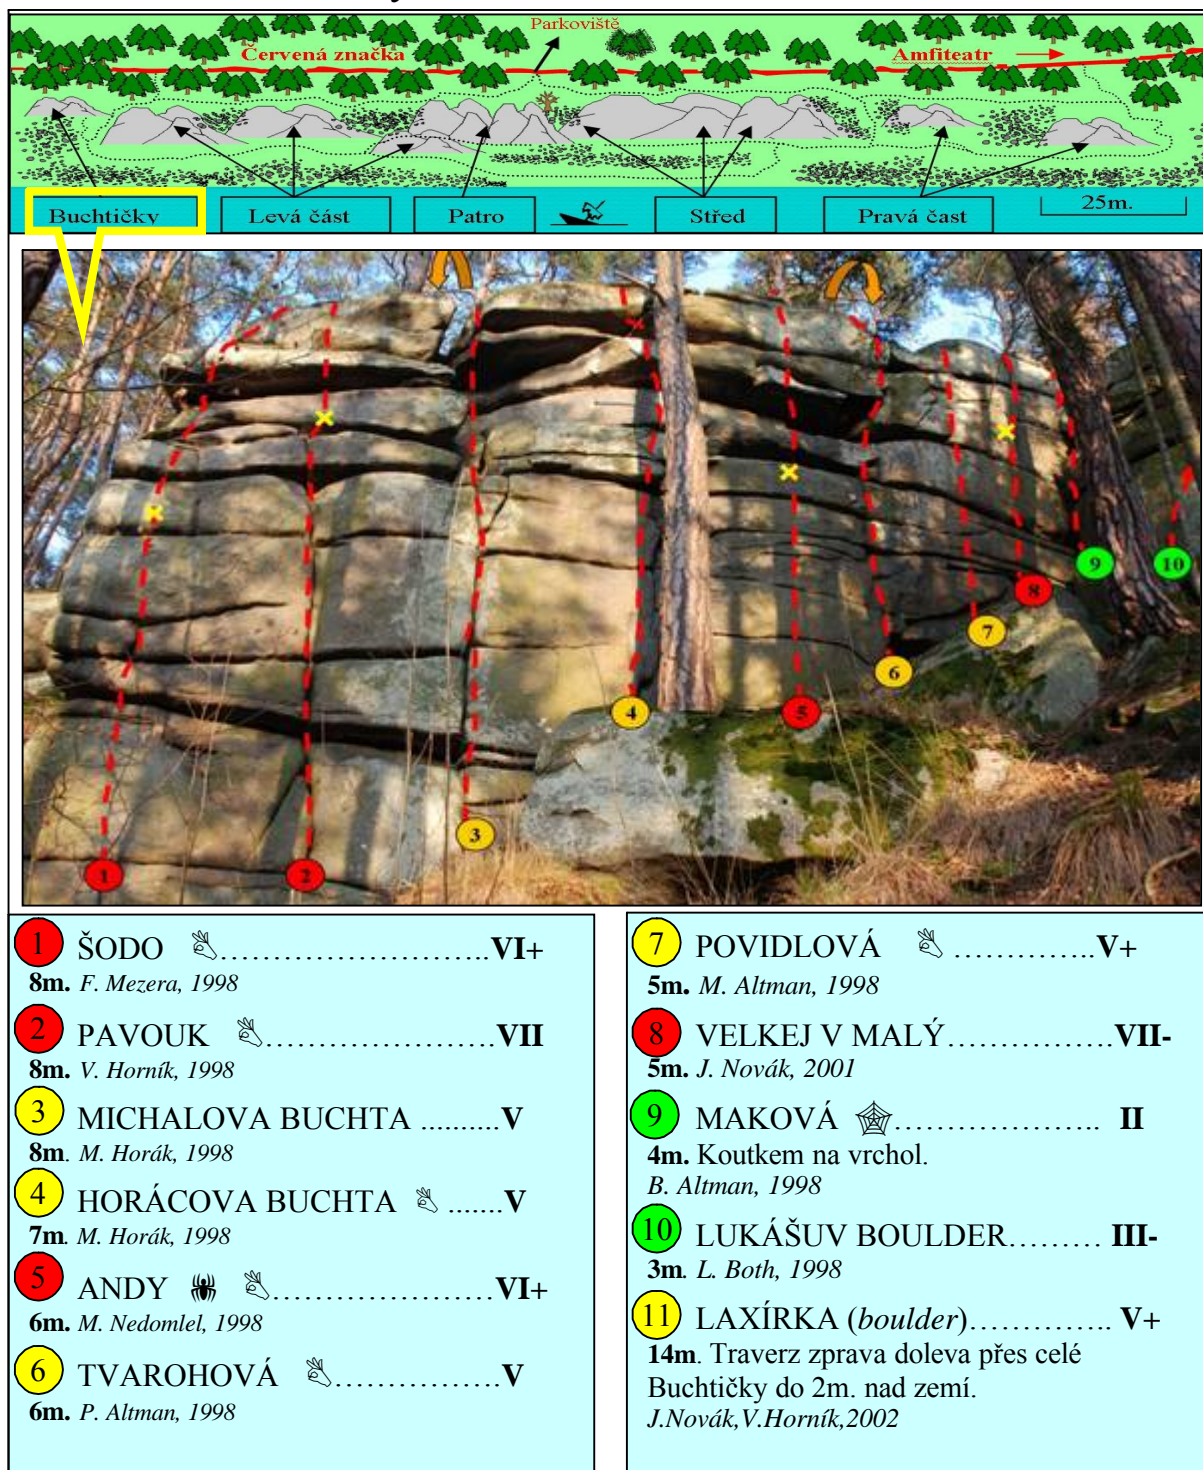 Parkoviště
Červená značka
Amfiteatr
Buchtičky
Levá část
Patro
Střed
Pravá čast
25m.
1
2
3
4
5
6
7
8
9
10
1 ŠODO ...........................VI+
8m. F. Mezera, 1998
2 PAVOUK .......................VII
8m. V. Horník, 1998
3 MICHALOVA BUCHTA ..........V
8m. M. Horák, 1998
4 HORÁCOVA BUCHTA .......V
7m. M. Horák, 1998
5 ANDY ......................VI+
6m. M. Nedomlel, 1998
6 TVAROHOVÁ .................V
6m. P. Altman, 1998
7 POVIDLOVÁ ..............V+
5m. M. Altman, 1998
8 VELKEJ V MALÝ................VII-
5m. J. Novák, 2001
9 MAKOVÁ ..................... II
4m. Koutkem na vrchol.
B. Altman, 1998
10 LUKÁŠUV BOULDER......... III-
3m. L. Both, 1998
11 LAXÍRKA (boulder).............. V+
14m. Traverz zprava doleva přes celé
Buchtičky do 2m. nad zemí.
J.Novák,V.Horník,2002